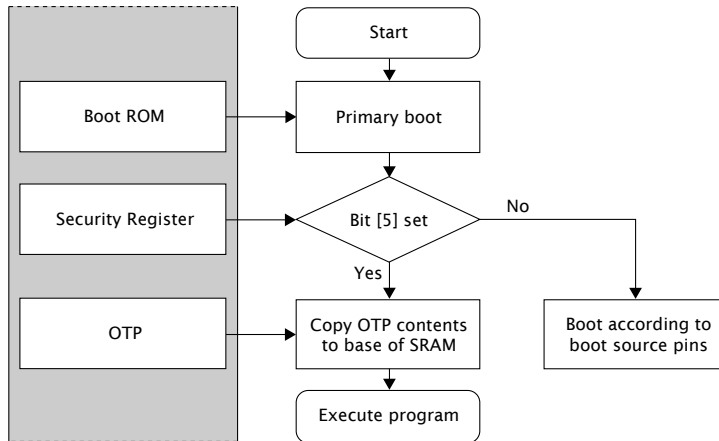 Start
Boot ROM
Primary boot
Security Register
Bit [5] set
No
Yes
OTP
Copy OTP contents
to base of SRAM
Boot according to
boot source pins
Execute program